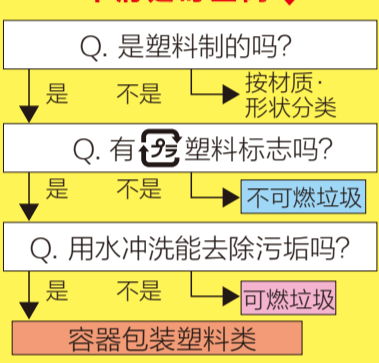 Q. 是塑料制的吗?
是 不是 按材质·
形状分类
Q. 有プラ塑料标志吗?
是 不是 不可燃垃圾
Q. 用水冲洗能去除污垢吗?
是 不是 可燃垃圾
容器包装塑料类